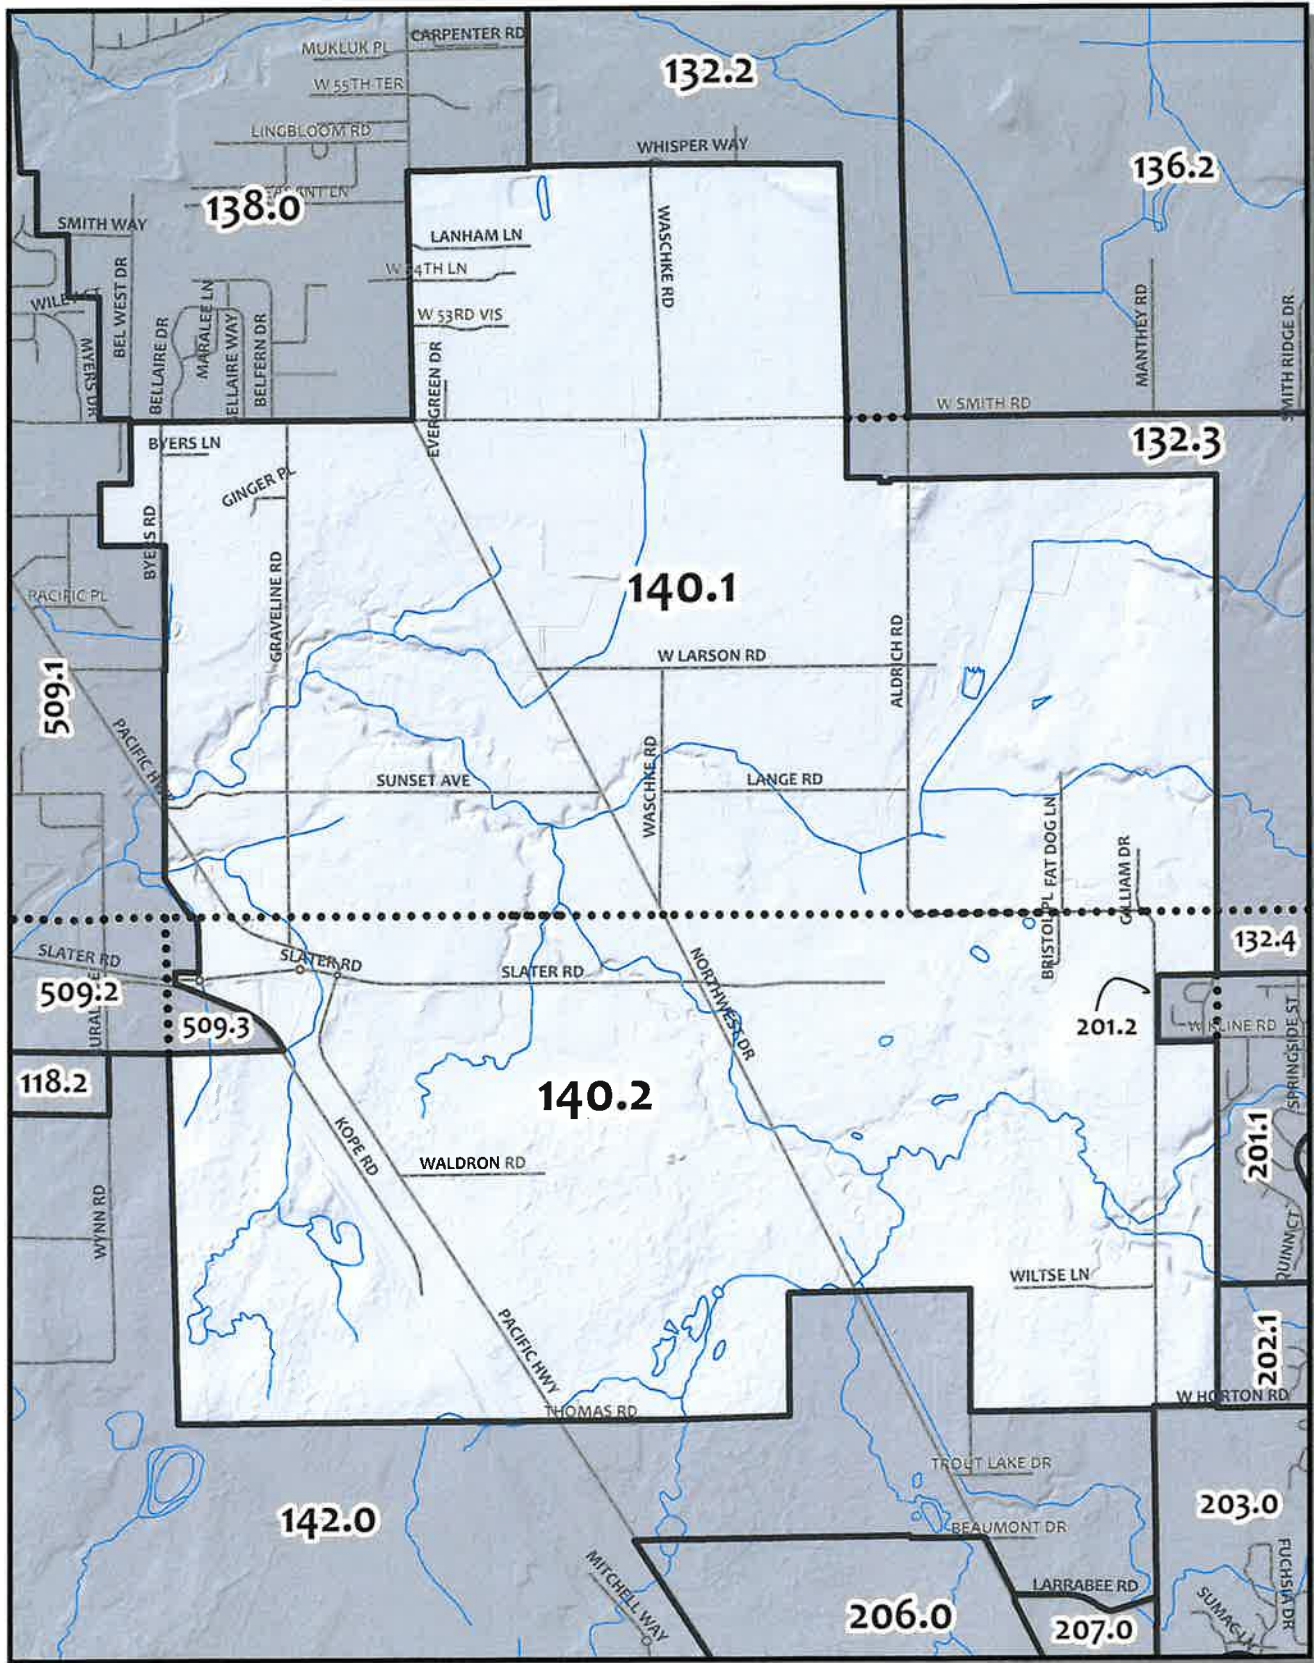 CARPENTER RD
MUKLUK PL
132.2
W 55TH TER
LINGBLOOM RD
WHISPER WAY
136.2
138.0
SMITH WAY
LANHAM LN
WASCHKE RD
W 54TH LN
BEL WEST DR
MARALEE LN
W 53RD VIS
MANTHEY RD
SMITH RIDGE DR
BELLAIRE DR
BELLAIRE WAY
BELFERN DR
MYERS DR
EVERGREEN DR
W SMITH RD
BYERS LN
132.3
GINGER PL
BYERS RD
GRAVELINE RD
140.1
PACIFIC PL
W LARSON RD
ALDRICH RD
509.1
PACIFIC HWY
SUNSET AVE
WASCHKE RD
LANGE RD
FAT DOG LN
GILLIAM DR
BRISTOL PL
132.4
SLATER RD
SLATER RD
SLATER RD
NORTHWEST DR
509.2
509.3
201.2
W KLINE RD
SPRINGSIDE ST
118.2
140.2
KOPE RD
WALDRON RD
201.1
WYNN RD
QUINN CT
WILTSE LN
PACIFIC HWY
202.1
W HORTON RD
THOMAS RD
TROUT LAKE DR
142.0
203.0
BEAUMONT DR
MITCHELL WAY
LARRABEE RD
FUCHSIA DR
206.0
207.0
SUMAC LN